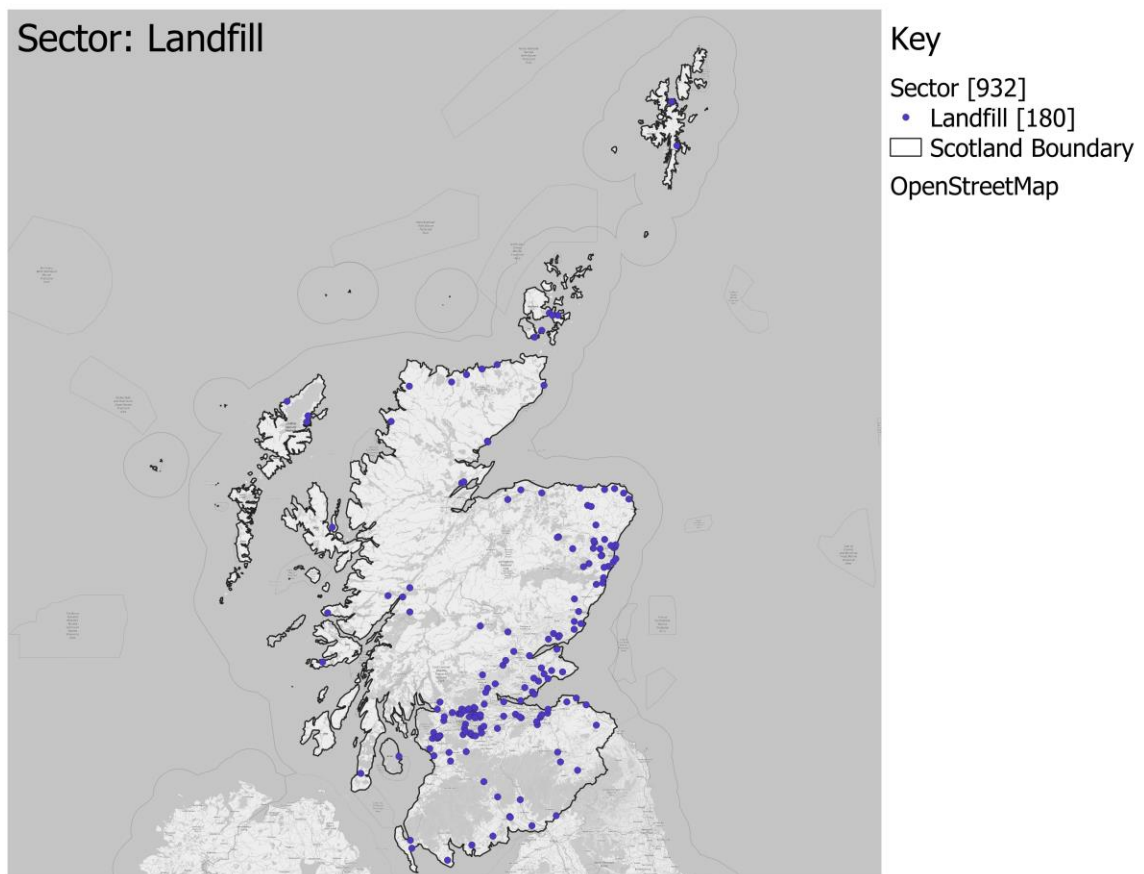 Sector: Landfill
Key
Sector [932]
Landfill [180]
Scotland Boundary
OpenStreetMap